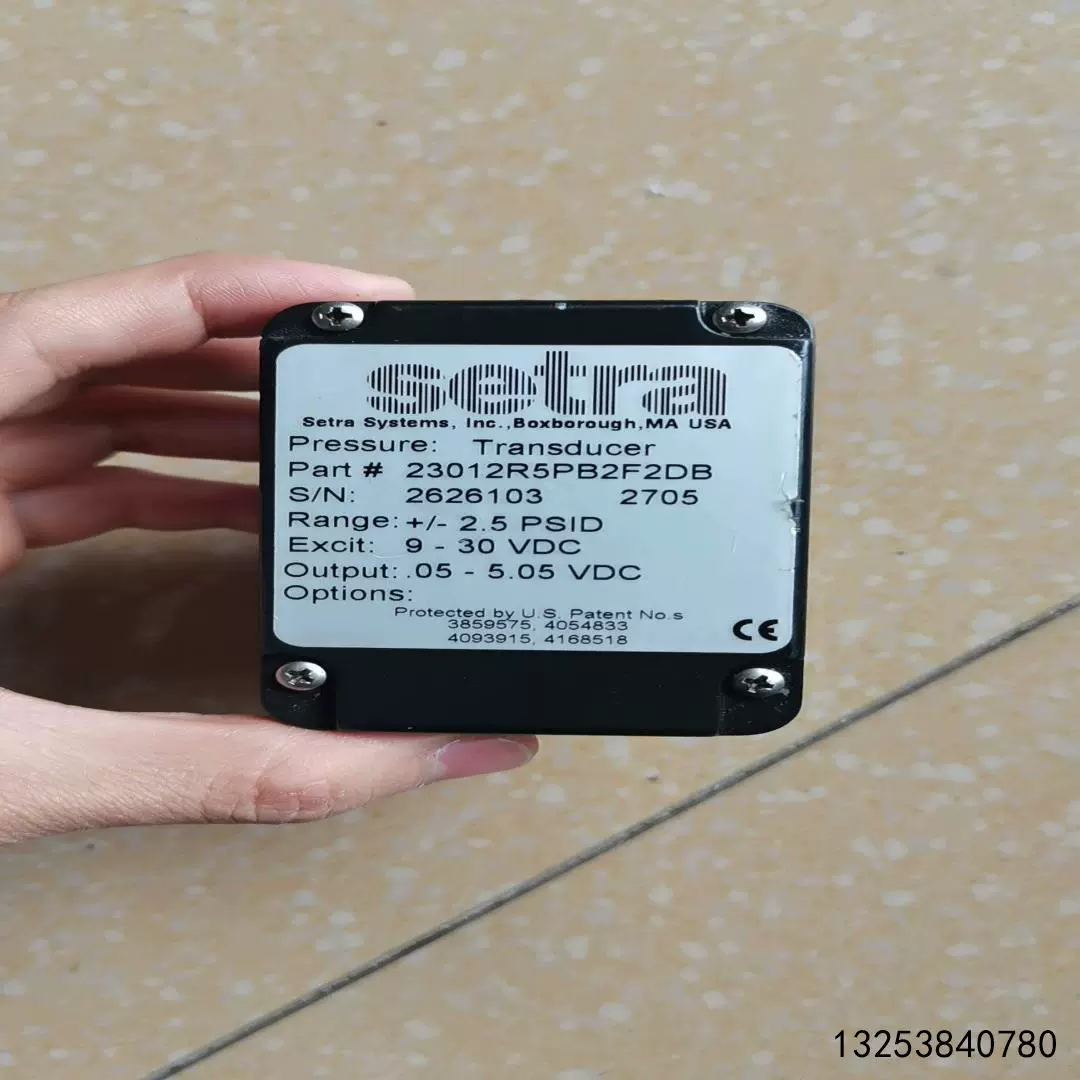 setra
Setra Systems, Inc.,Boxborough,MA USA
Pressure: Transducer
Part # 23012R5PB2F2DB
S/N: 2626103 2705
Range: +/- 2.5 PSID
Excit: 9 - 30 VDC
Output: .05 - 5.05 VDC
Options:
Protected by U.S. Patent No.s
3859575, 4054833
4093915, 4168518
CE
13253840780